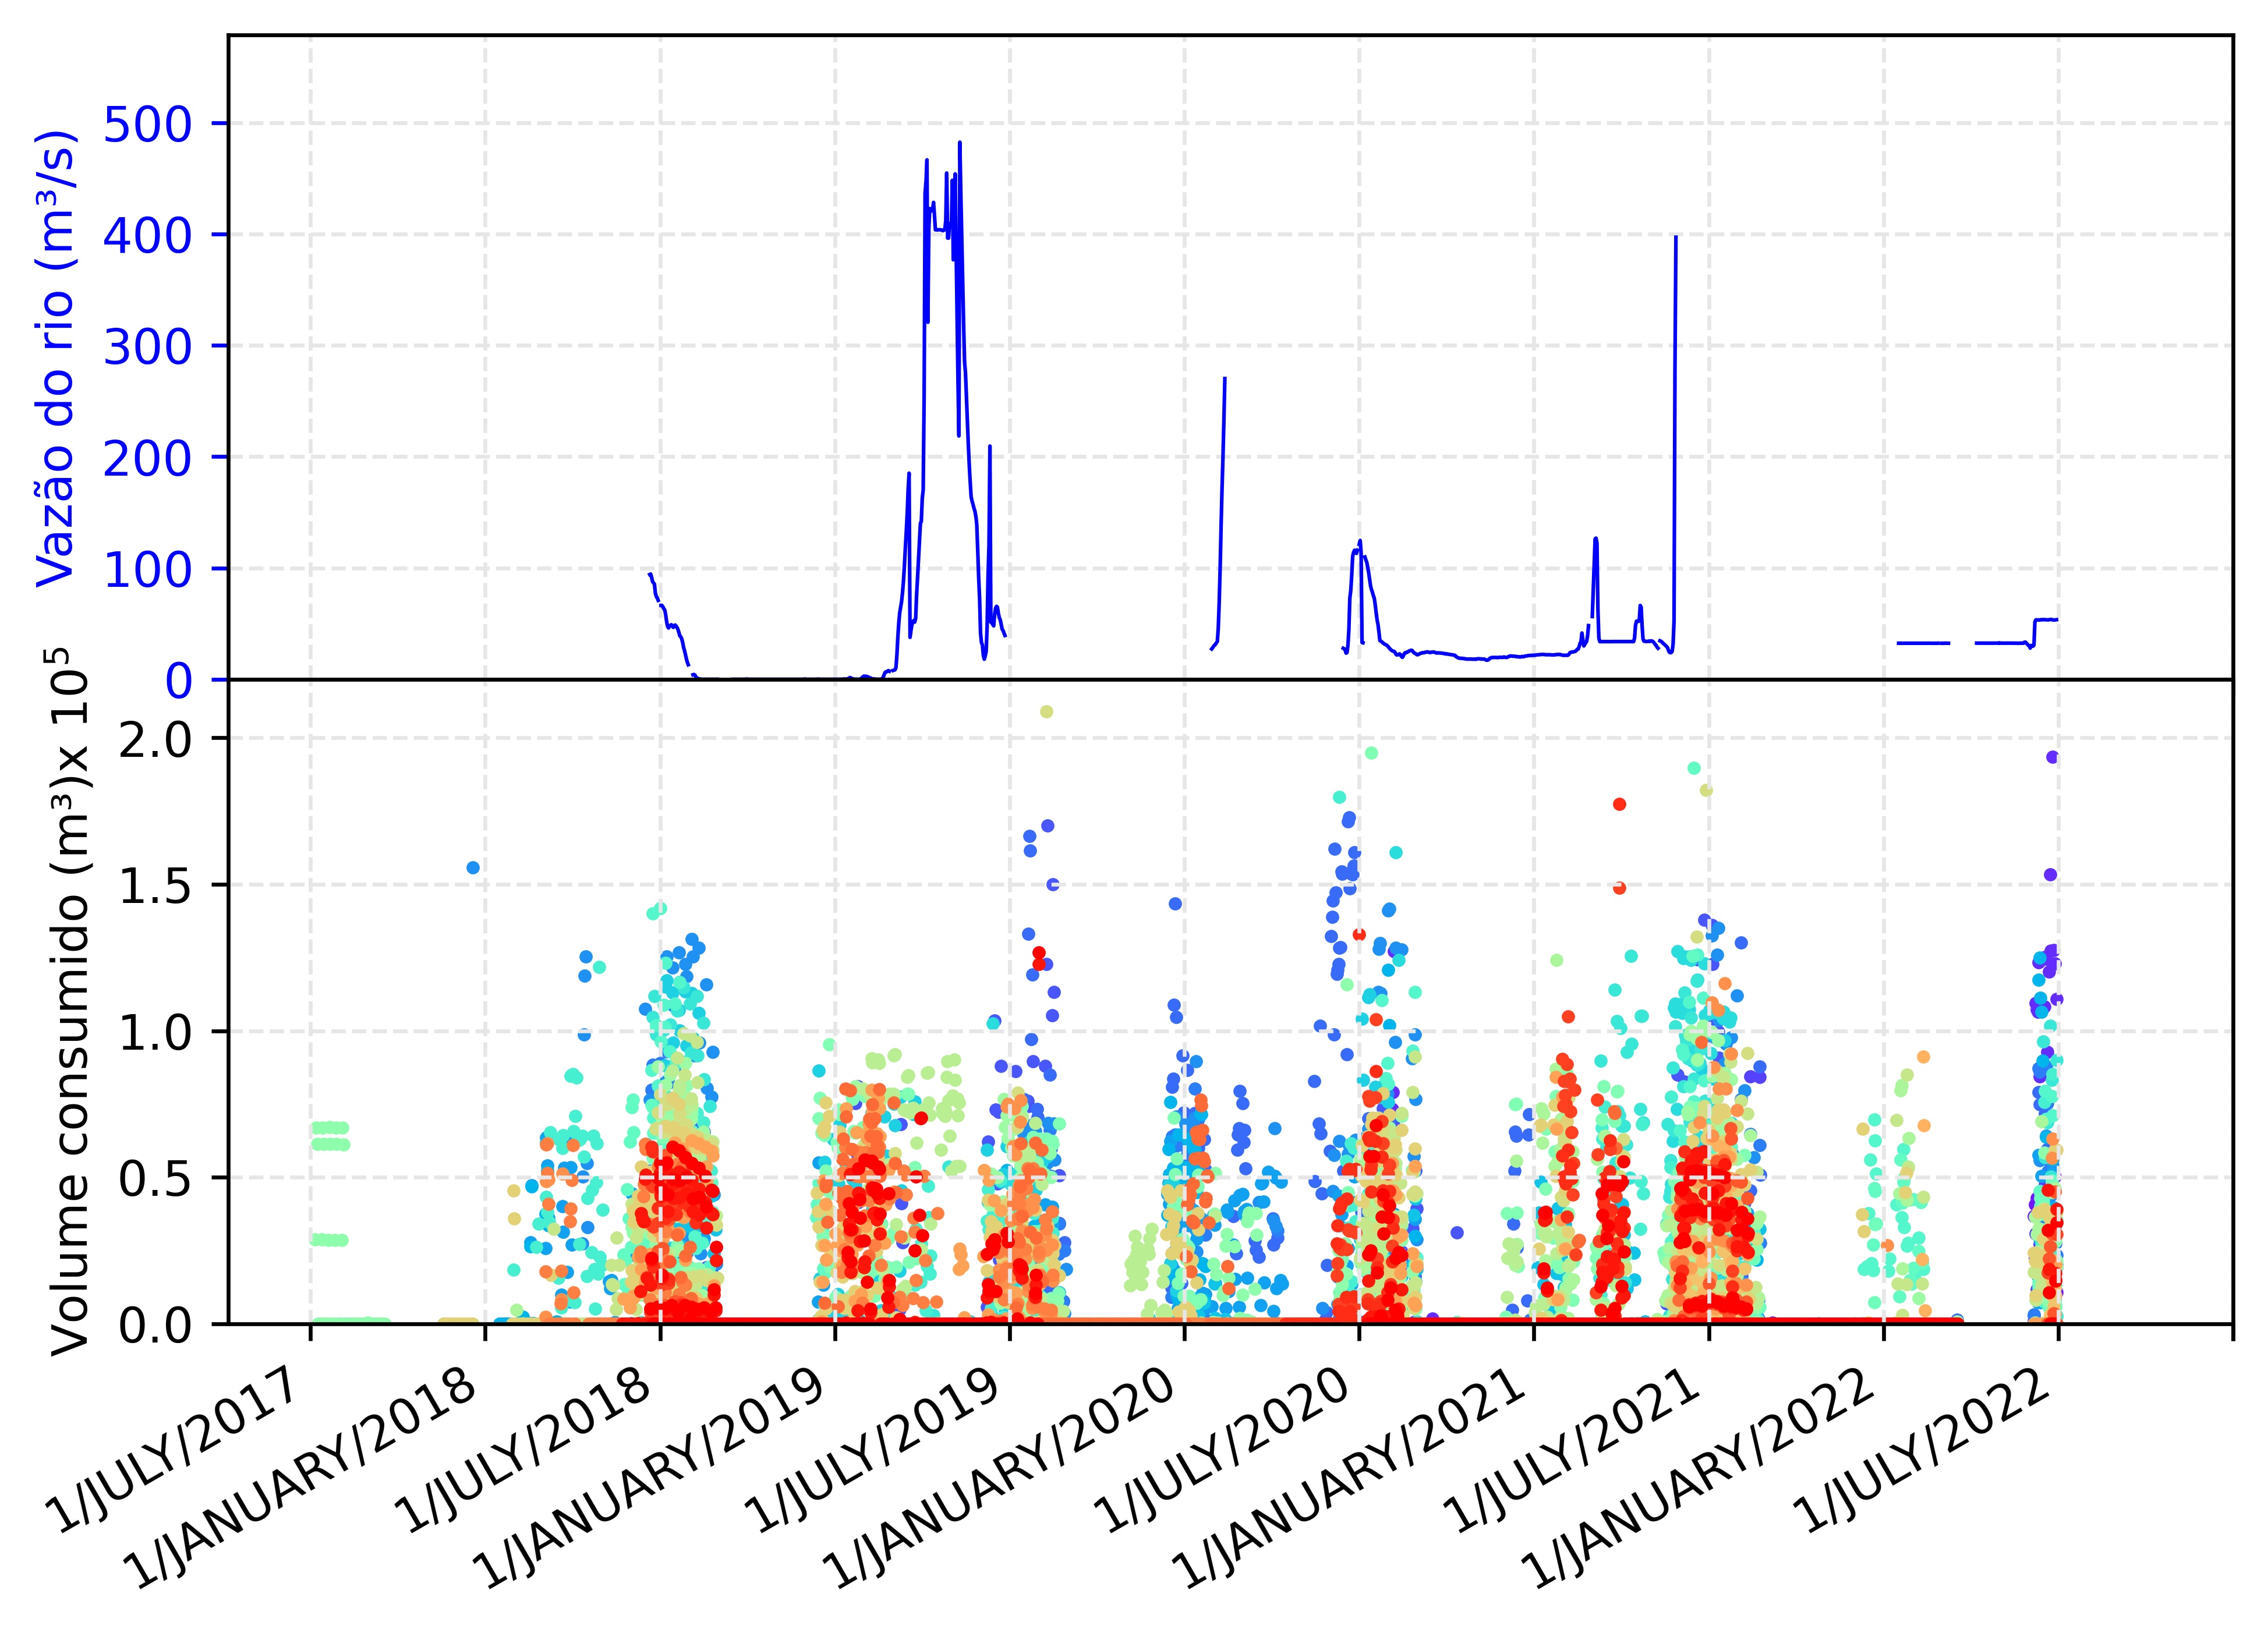 Vazão do rio (m³/s)
500
400
300
200
100
0
Volume consumido (m³)x 10⁵
2.0
1.5
1.0
0.5
0.0
1/JULY/2017
1/JANUARY/2018
1/JULY/2018
1/JANUARY/2019
1/JULY/2019
1/JANUARY/2020
1/JULY/2020
1/JANUARY/2021
1/JULY/2021
1/JANUARY/2022
1/JULY/2022